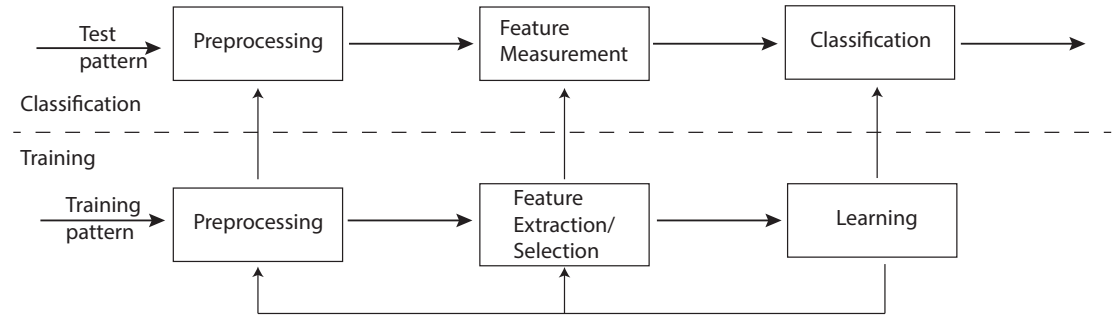 Test
pattern
Preprocessing
Feature
Measurement
Classification
Classification
Training
Training
pattern
Preprocessing
Feature
Extraction/
Selection
Learning